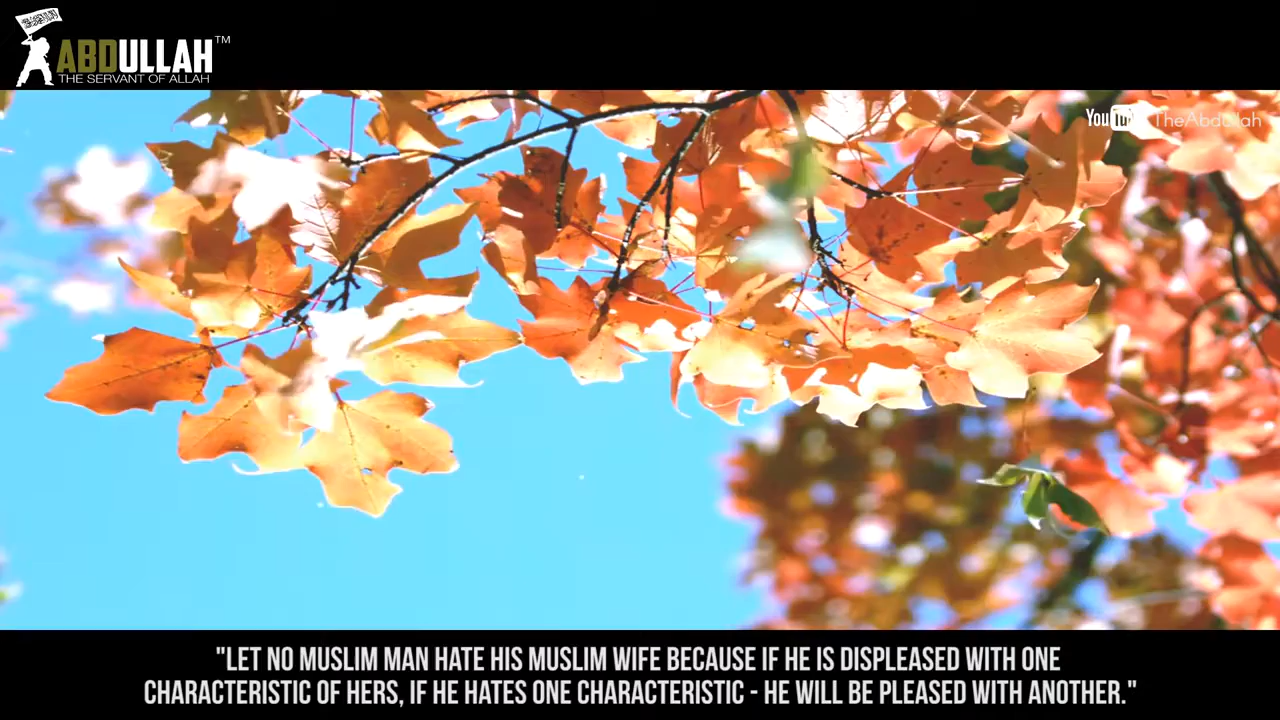 ABDULLAH™
THE SERVANT OF ALLAH
YouTube TheAbdullah
"LET NO MUSLIM MAN HATE HIS MUSLIM WIFE BECAUSE IF HE IS DISPLEASED WITH ONE
CHARACTERISTIC OF HERS, IF HE HATES ONE CHARACTERISTIC - HE WILL BE PLEASED WITH ANOTHER."